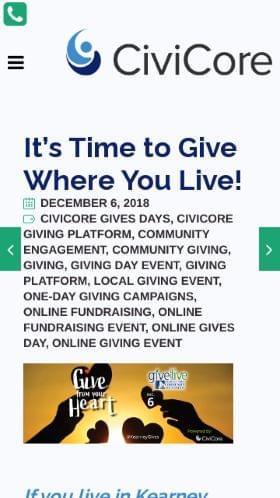 CiviCore
It's Time to Give
Where You Live!
DECEMBER 6, 2018
CIVICORE GIVES DAYS, CIVICORE
GIVING PLATFORM, COMMUNITY
ENGAGEMENT, COMMUNITY GIVING,
GIVING, GIVING DAY EVENT, GIVING
PLATFORM, LOCAL GIVING EVENT,
ONE-DAY GIVING CAMPAIGNS,
ONLINE FUNDRAISING, ONLINE
FUNDRAISING EVENT, ONLINE GIVES
DAY, ONLINE GIVING EVENT
Give
from your
Heart
give where you live
DEC
6
#KearneyGives
Powered by
CiviCore
If you live in Kearney